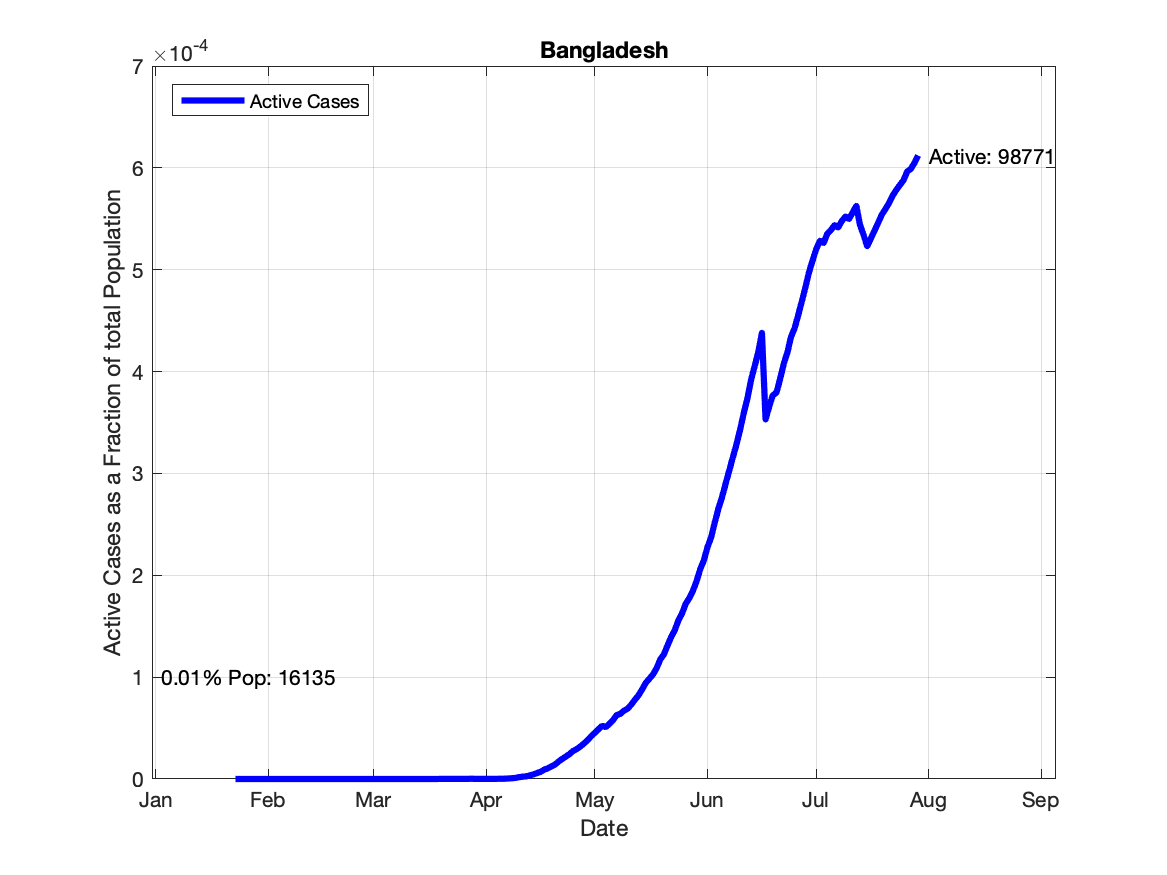 Bangladesh
×10^-4
7
6
5
4
3
2
1
0
Active Cases as a Fraction of total Population
Active Cases
Active: 98771
0.01% Pop: 16135
Jan Feb Mar Apr May Jun Jul Aug Sep
Date